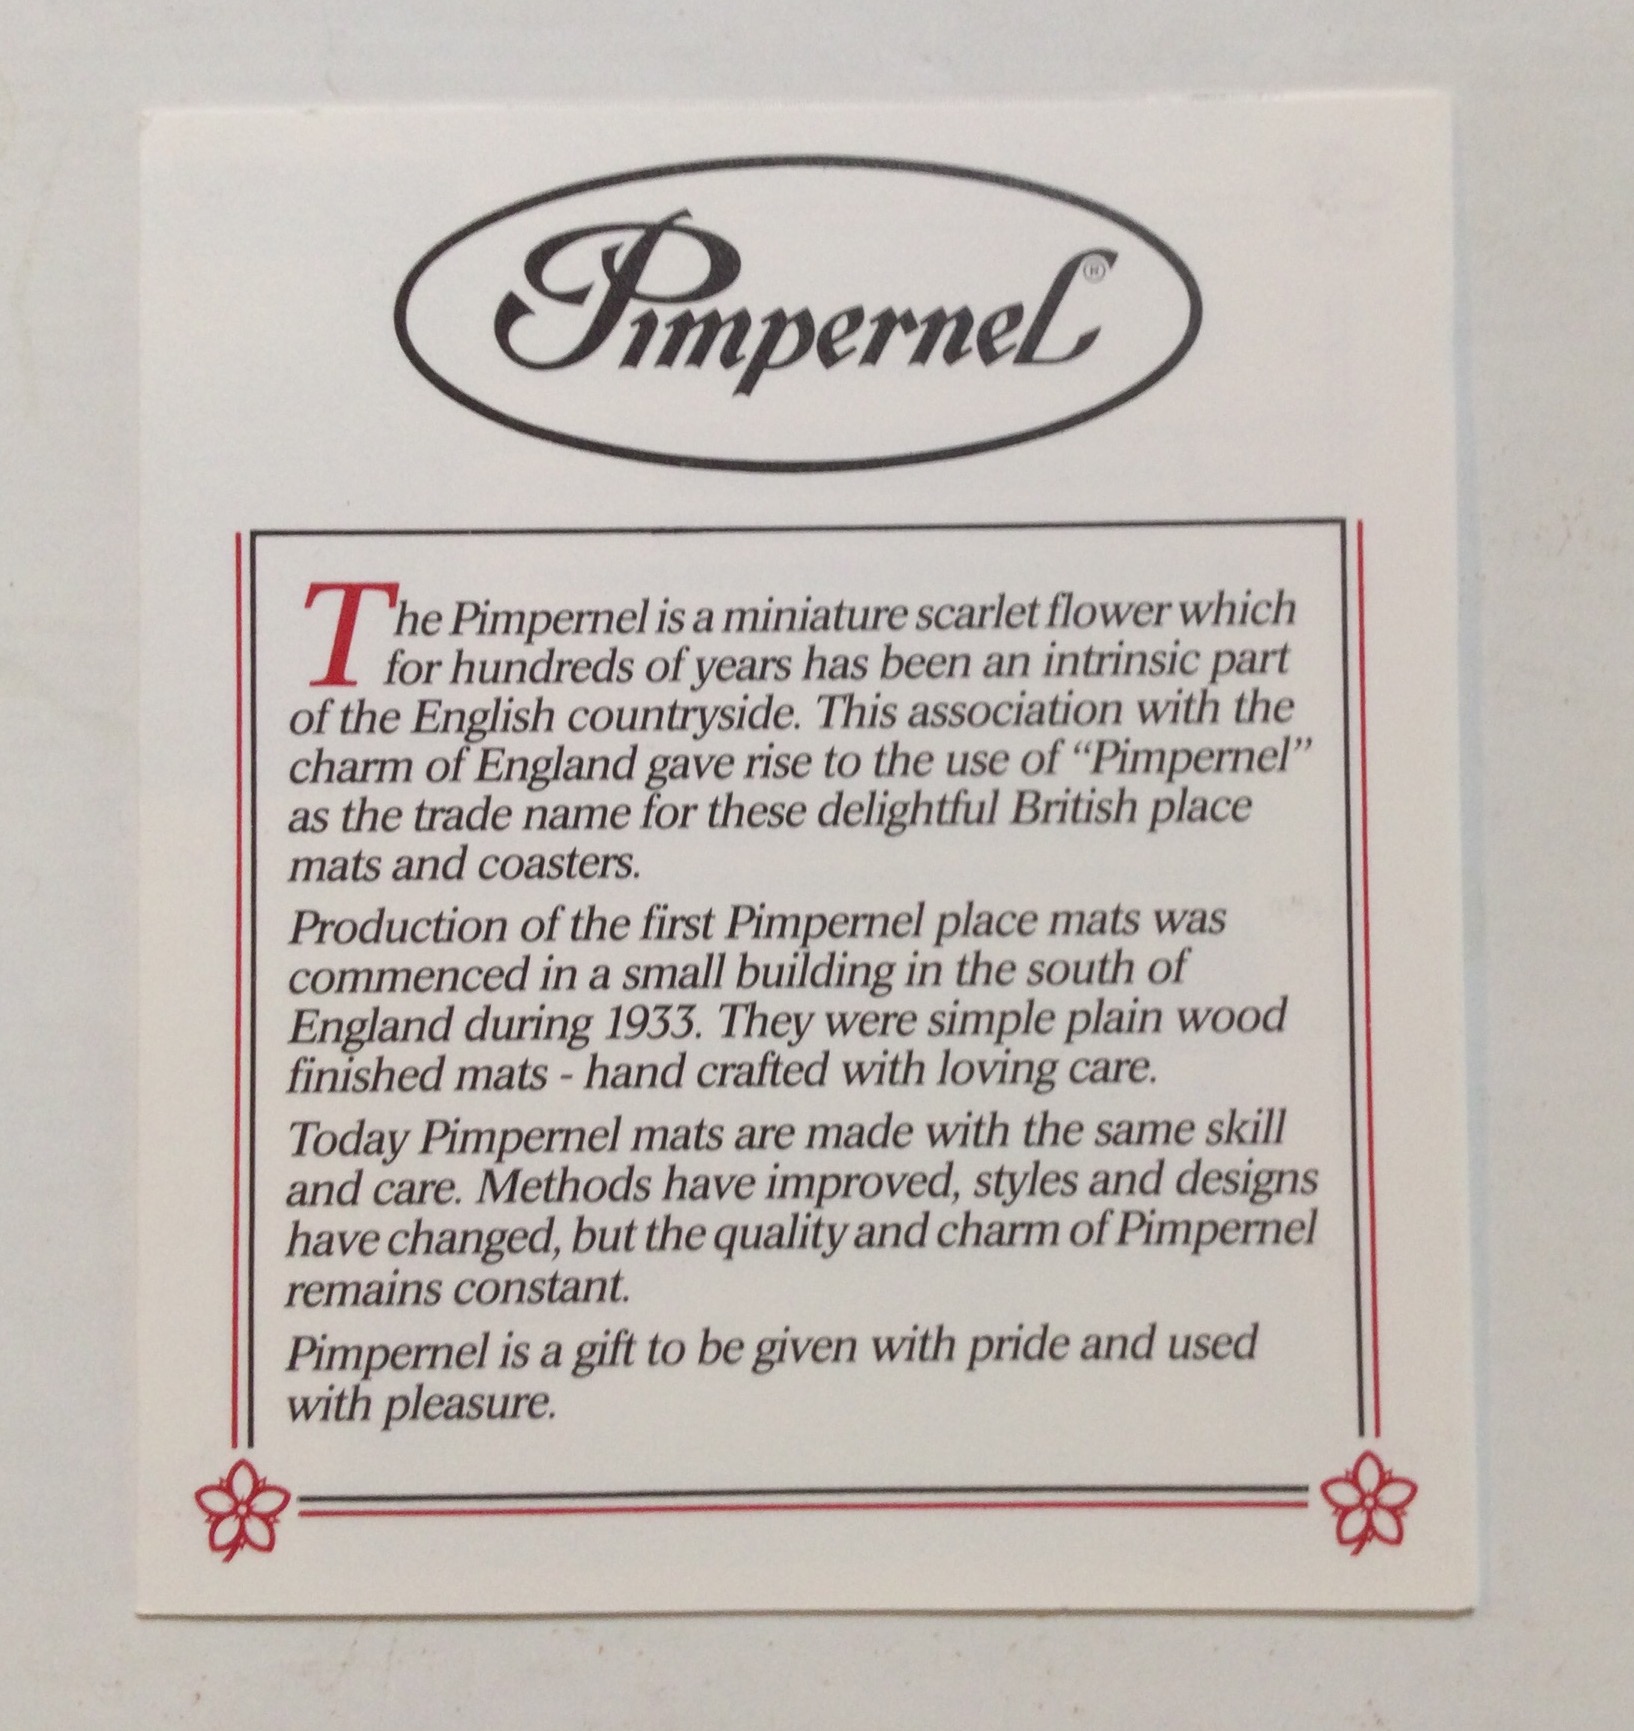 Pimpernel®
The Pimpernel is a miniature scarlet flower which
for hundreds of years has been an intrinsic part
of the English countryside. This association with the
charm of England gave rise to the use of “Pimpernel”
as the trade name for these delightful British place
mats and coasters.
Production of the first Pimpernel place mats was
commenced in a small building in the south of
England during 1933. They were simple plain wood
finished mats - hand crafted with loving care.
Today Pimpernel mats are made with the same skill
and care. Methods have improved, styles and designs
have changed, but the quality and charm of Pimpernel
remains constant.
Pimpernel is a gift to be given with pride and used
with pleasure.